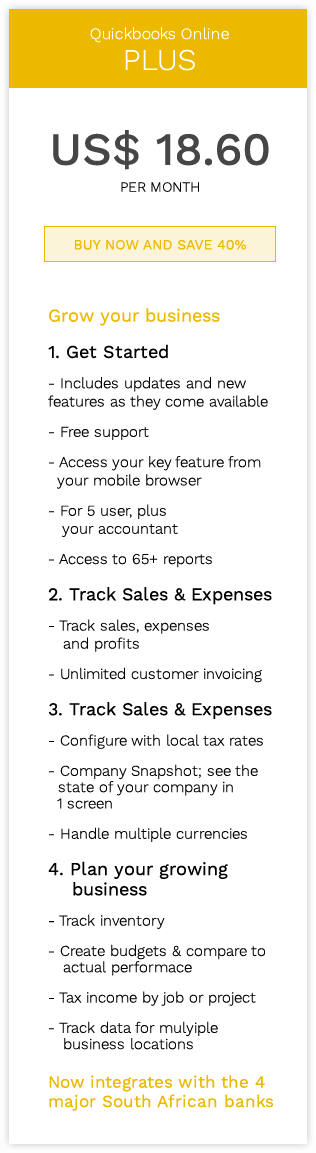 Quickbooks Online
PLUS
US$ 18.60
PER MONTH
BUY NOW AND SAVE 40%
Grow your business
1. Get Started
- Includes updates and new
features as they come available
- Free support
- Access your key feature from
your mobile browser
- For 5 user, plus
your accountant
- Access to 65+ reports
2. Track Sales & Expenses
- Track sales, expenses
and profits
- Unlimited customer invoicing
3. Track Sales & Expenses
- Configure with local tax rates
- Company Snapshot; see the
state of your company in
1 screen
- Handle multiple currencies
4. Plan your growing
business
- Track inventory
- Create budgets & compare to
actual performace
- Tax income by job or project
- Track data for mulyiple
business locations
Now integrates with the 4
major South African banks